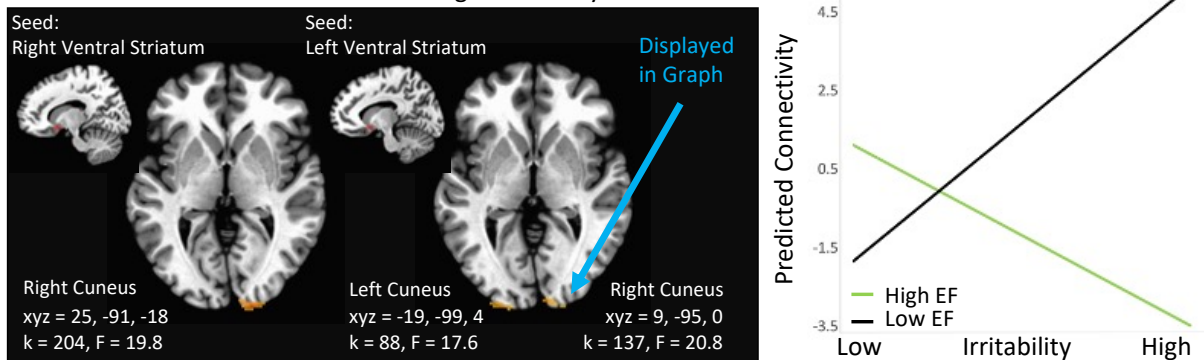 Seed:
Right Ventral Striatum
Seed:
Left Ventral Striatum
Displayed
in Graph
Right Cuneus
xyz = 25, -91, -18
k = 204, F = 19.8
Left Cuneus
xyz = -19, -99, 4
k = 88, F = 17.6
Right Cuneus
xyz = 9, -95, 0
k = 137, F = 20.8
Predicted Connectivity
4.5
2.5
0.5
-1.5
-3.5
High EF
Low EF
Low Irritability High